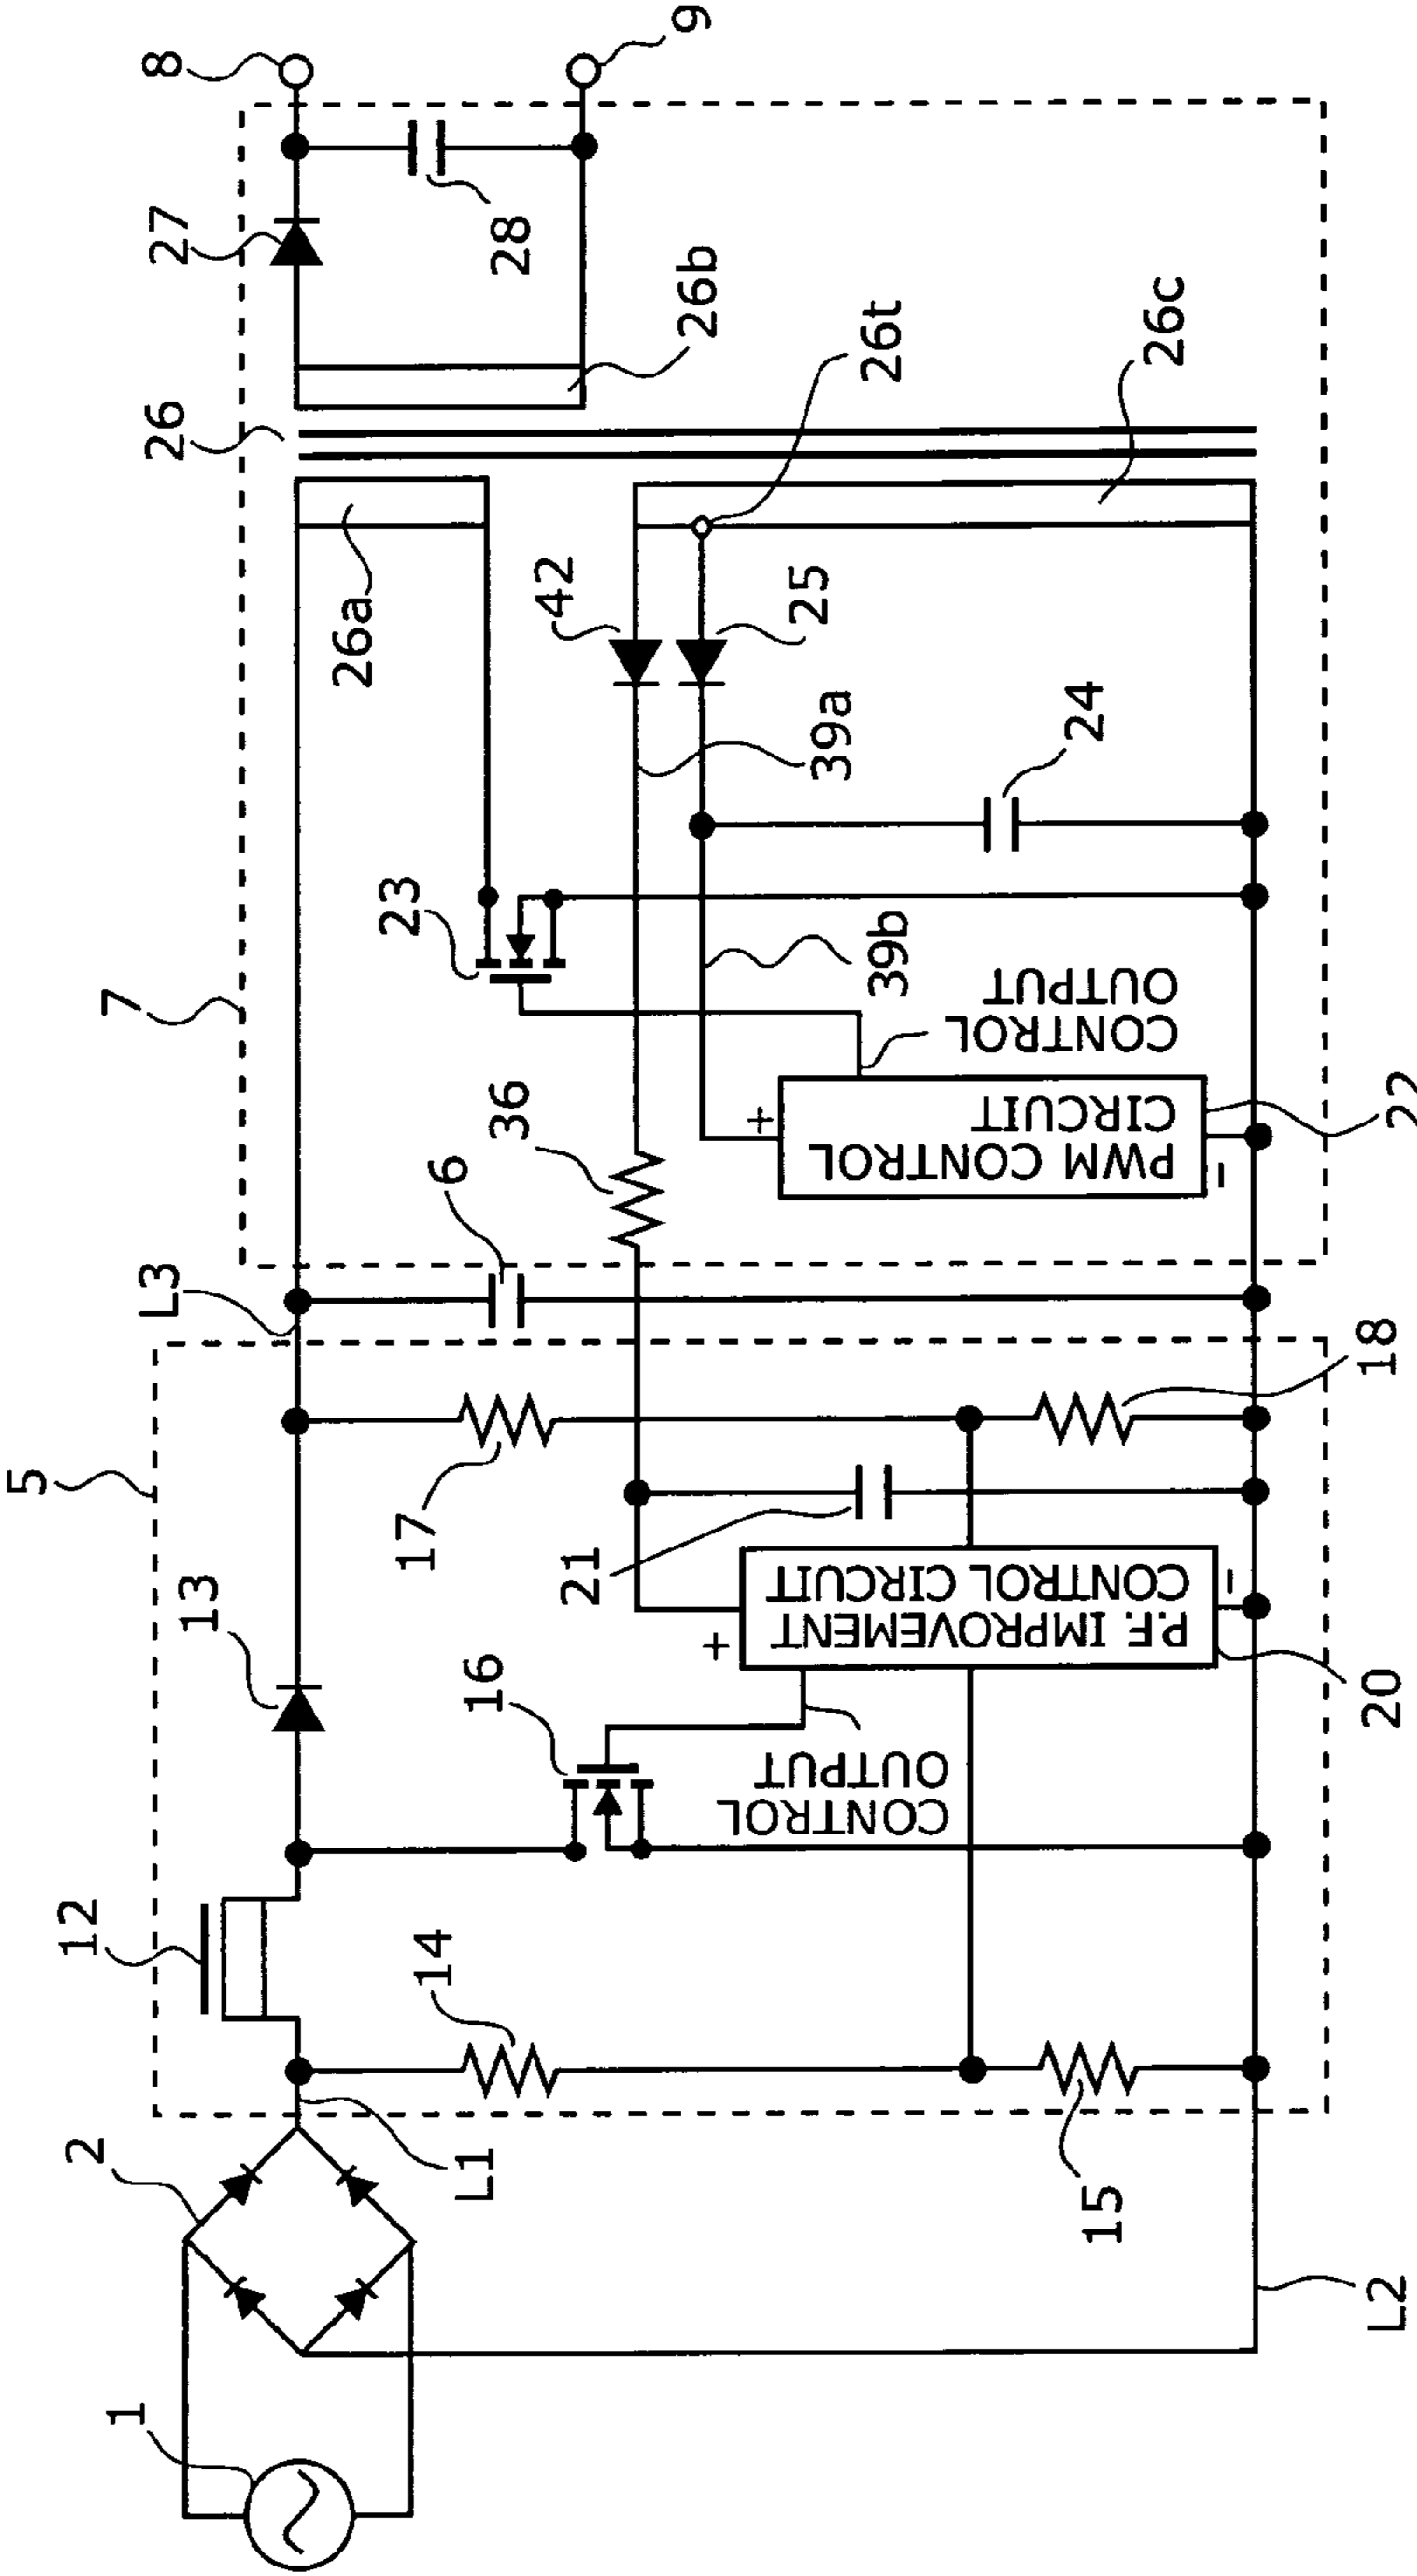 5
7
8
9
12
13
L3
26
27
2
16
17
6
36
23
26a
42
28
26b
1
L1
14
+
P.F. IMPROVEMENT
CONTROL CIRCUIT
−
CONTROL
OUTPUT
21
+
PWM CONTROL
CIRCUIT
−
CONTROL
OUTPUT
39b
39a
25
24
26t
26c
15
L2
20
18
22